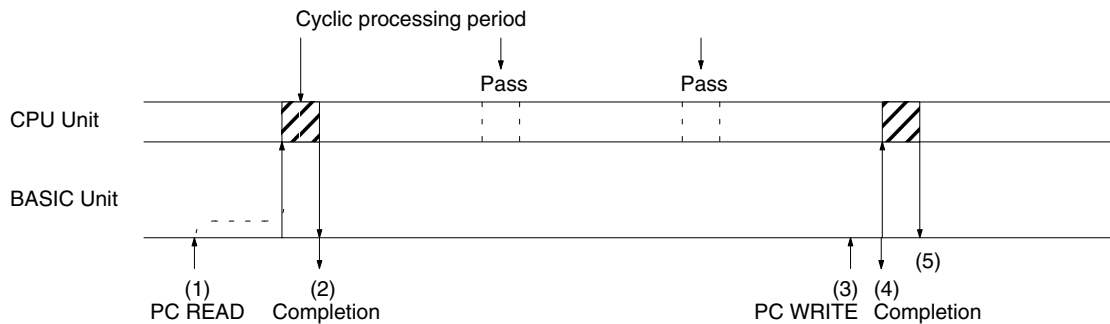 Cyclic processing period
Pass Pass
CPU Unit
BASIC Unit
(1) (2) (3) (4) (5)
PC READ Completion PC WRITE Completion